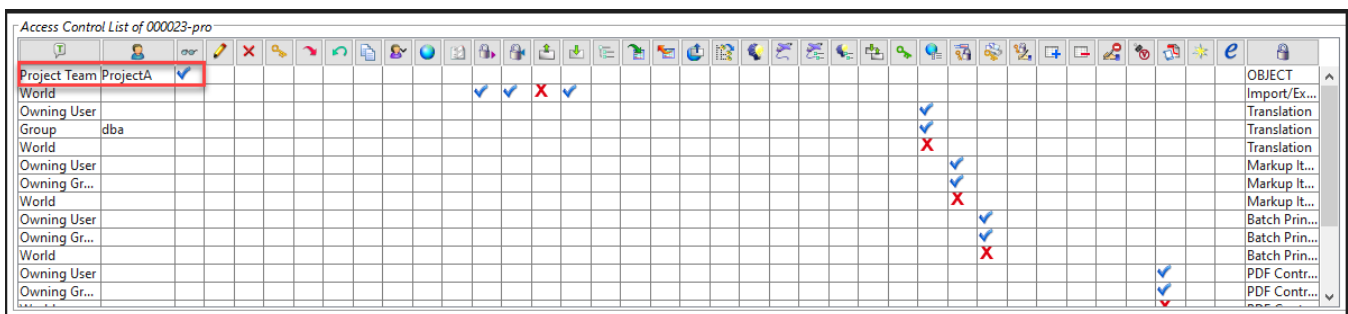 Access Control List of 000023-pro
Project Team ProjectA OBJECT
World Import/Ex...
Owning User Translation
Group dba Translation
World Translation
Owning User Markup It...
Owning Gr... Markup It...
World Markup It...
Owning User Batch Prin...
Owning Gr... Batch Prin...
World Batch Prin...
Owning User PDF Contr...
Owning Gr... PDF Contr...